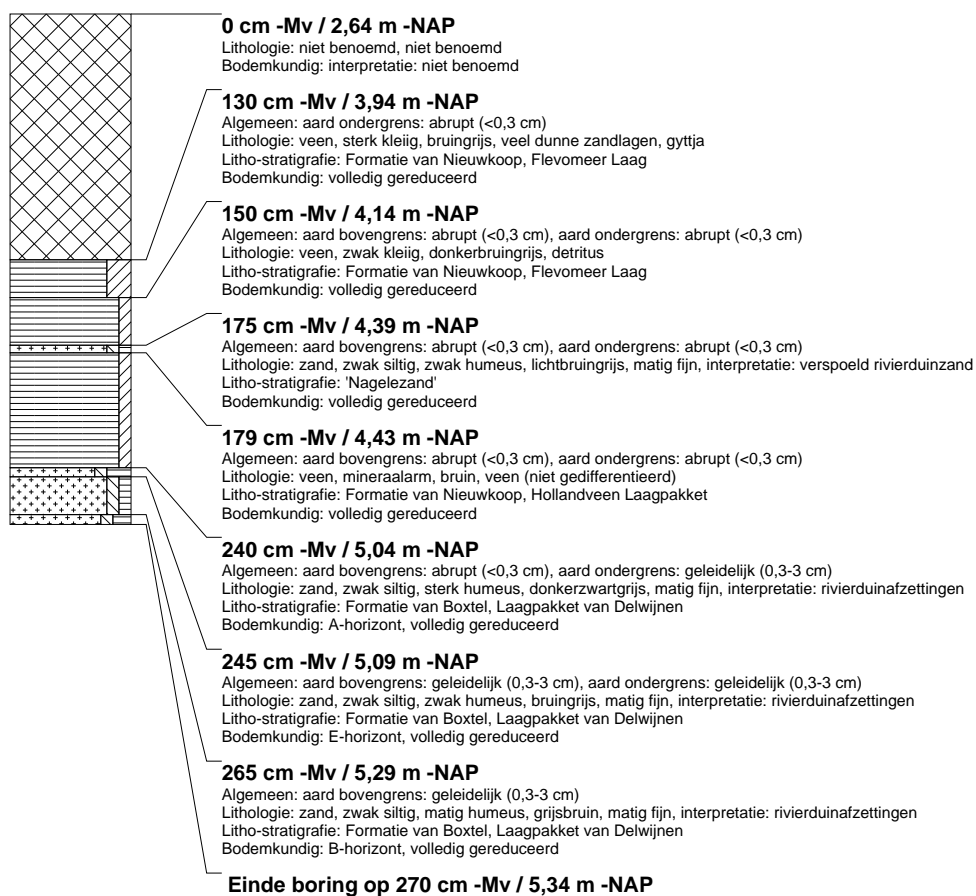 0 cm -Mv / 2,64 m -NAP
Lithologie: niet benoemd, niet benoemd
Bodemkundig: interpretatie: niet benoemd
130 cm -Mv / 3,94 m -NAP
Algemeen: aard ondergrens: abrupt (<0,3 cm)
Lithologie: veen, sterk kleiig, bruingrijs, veel dunne zandlagen, gyttja
Litho-stratigrafie: Formatie van Nieuwkoop, Flevomeer Laag
Bodemkundig: volledig gereduceerd
150 cm -Mv / 4,14 m -NAP
Algemeen: aard bovengrens: abrupt (<0,3 cm), aard ondergrens: abrupt (<0,3 cm)
Lithologie: veen, zwak kleiig, donkerbruingrijs, detritus
Litho-stratigrafie: Formatie van Nieuwkoop, Flevomeer Laag
Bodemkundig: volledig gereduceerd
175 cm -Mv / 4,39 m -NAP
Algemeen: aard bovengrens: abrupt (<0,3 cm), aard ondergrens: abrupt (<0,3 cm)
Lithologie: zand, zwak siltig, zwak humeus, lichtbruingrijs, matig fijn, interpretatie: verspoeld rivierduinzand
Litho-stratigrafie: 'Nagelezand'
Bodemkundig: volledig gereduceerd
179 cm -Mv / 4,43 m -NAP
Algemeen: aard bovengrens: abrupt (<0,3 cm), aard ondergrens: abrupt (<0,3 cm)
Lithologie: veen, mineraalarm, bruin, veen (niet gedifferentieerd)
Litho-stratigrafie: Formatie van Nieuwkoop, Hollandveen Laagpakket
Bodemkundig: volledig gereduceerd
240 cm -Mv / 5,04 m -NAP
Algemeen: aard bovengrens: abrupt (<0,3 cm), aard ondergrens: geleidelijk (0,3-3 cm)
Lithologie: zand, zwak siltig, sterk humeus, donkerzwartgrijs, matig fijn, interpretatie: rivierduinafzettingen
Litho-stratigrafie: Formatie van Boxtel, Laagpakket van Delwijnen
Bodemkundig: A-horizont, volledig gereduceerd
245 cm -Mv / 5,09 m -NAP
Algemeen: aard bovengrens: geleidelijk (0,3-3 cm), aard ondergrens: geleidelijk (0,3-3 cm)
Lithologie: zand, zwak siltig, zwak humeus, bruingrijs, matig fijn, interpretatie: rivierduinafzettingen
Litho-stratigrafie: Formatie van Boxtel, Laagpakket van Delwijnen
Bodemkundig: E-horizont, volledig gereduceerd
265 cm -Mv / 5,29 m -NAP
Algemeen: aard bovengrens: geleidelijk (0,3-3 cm)
Lithologie: zand, zwak siltig, matig humeus, grijsbruin, matig fijn, interpretatie: rivierduinafzettingen
Litho-stratigrafie: Formatie van Boxtel, Laagpakket van Delwijnen
Bodemkundig: B-horizont, volledig gereduceerd
Einde boring op 270 cm -Mv / 5,34 m -NAP